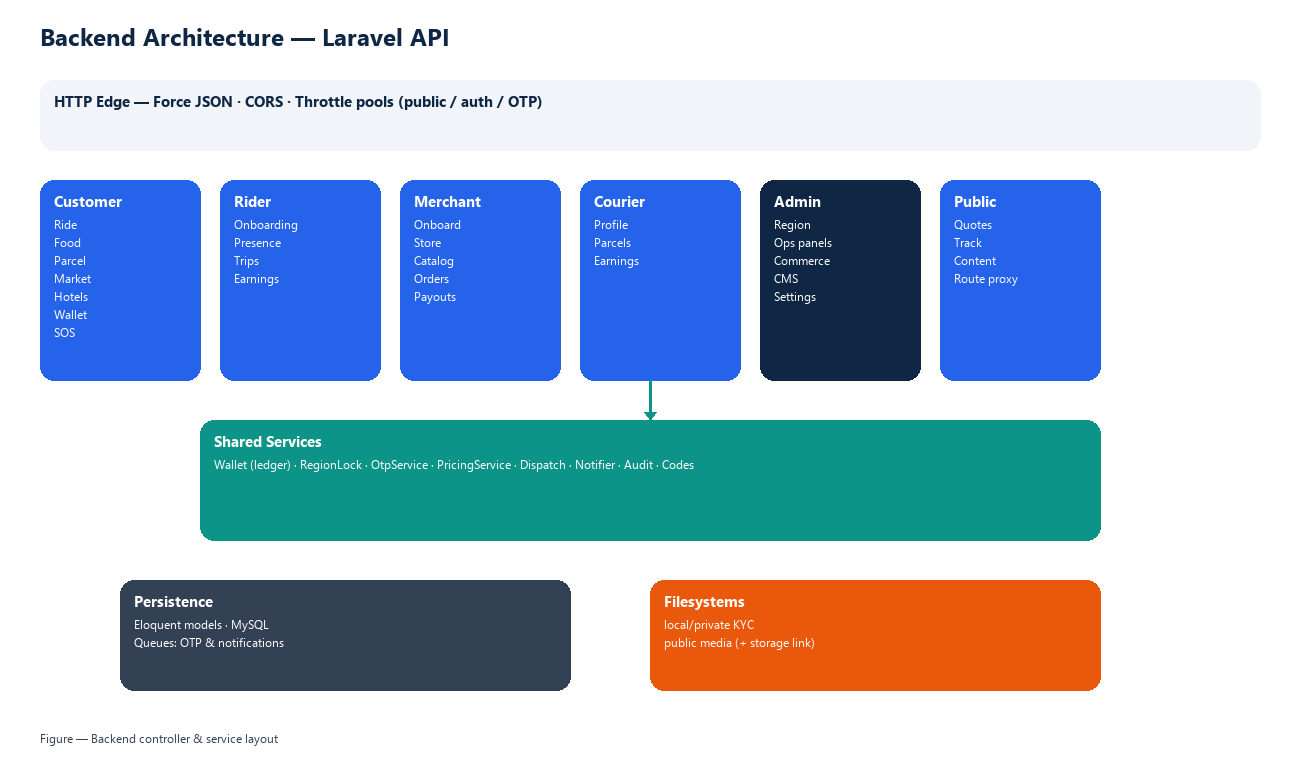 Backend Architecture — Laravel API
HTTP Edge — Force JSON · CORS · Throttle pools (public / auth / OTP)
Customer
Ride
Food
Parcel
Market
Hotels
Wallet
SOS
Rider
Onboarding
Presence
Trips
Earnings
Merchant
Onboard
Store
Catalog
Orders
Payouts
Courier
Profile
Parcels
Earnings
Admin
Region
Ops panels
Commerce
CMS
Settings
Public
Quotes
Track
Content
Route proxy
Shared Services
Wallet (ledger) · RegionLock · OtpService · PricingService · Dispatch · Notifier · Audit · Codes
Persistence
Eloquent models · MySQL
Queues: OTP & notifications
Filesystems
local/private KYC
public media (+ storage link)
Figure — Backend controller & service layout